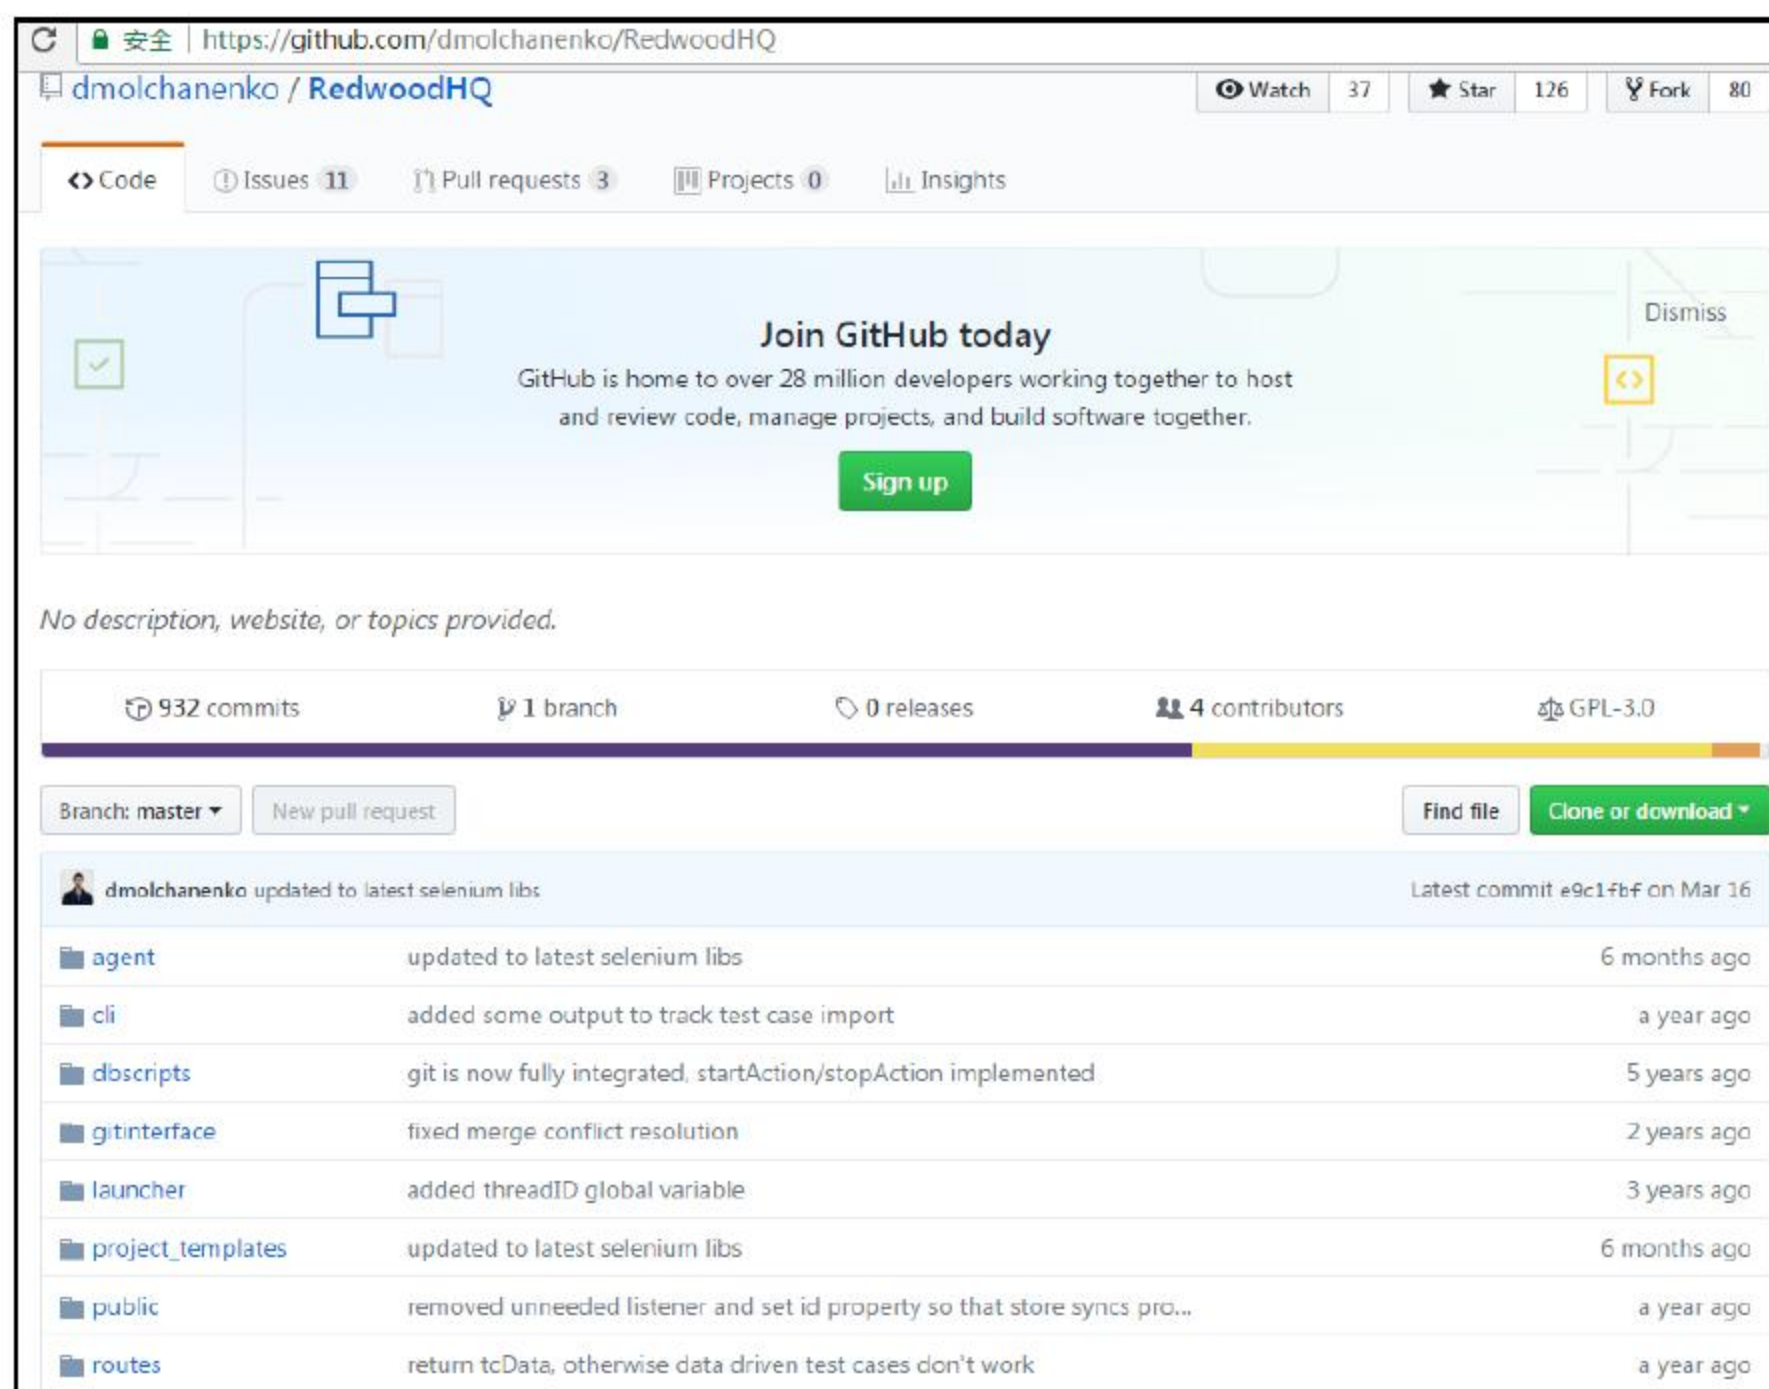 安全 https://github.com/dmolchanenko/RedwoodHQ
dmolchanenko / RedwoodHQ Watch 37 Star 126 Fork 80
<> Code Issues 11 Pull requests 3 Projects 0 Insights
Dismiss
Join GitHub today
GitHub is home to over 28 million developers working together to host
and review code, manage projects, and build software together.
Sign up
No description, website, or topics provided.
932 commits 1 branch 0 releases 4 contributors GPL-3.0
Branch: master New pull request Find file Clone or download
dmolchanenko updated to latest selenium libs Latest commit e9c1fbf on Mar 16
agent updated to latest selenium libs 6 months ago
cli added some output to track test case import a year ago
dbscripts git is now fully integrated, startAction/stopAction implemented 5 years ago
gitinterface fixed merge conflict resolution 2 years ago
launcher added threadID global variable 3 years ago
project_templates updated to latest selenium libs 6 months ago
public removed unneeded listener and set id property so that store syncs pro... a year ago
routes return tcData, otherwise data driven test cases don't work a year ago